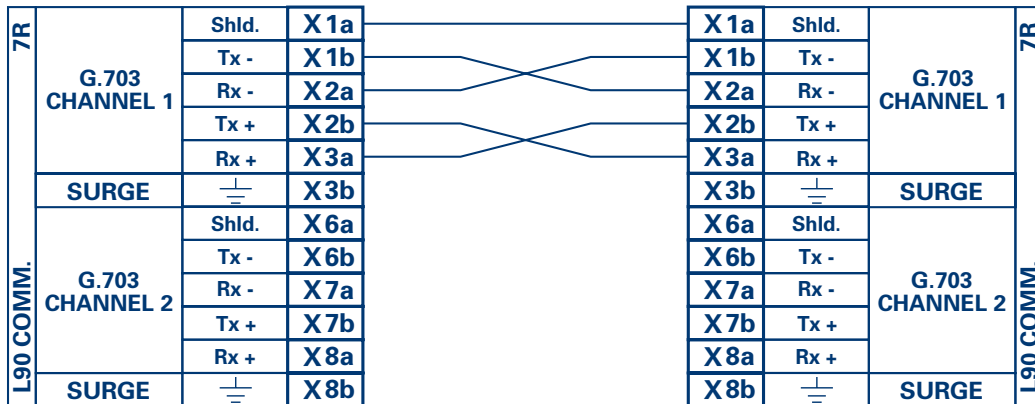 7R
L90 COMM.
G.703
CHANNEL 1
Shld. X1a
Tx - X1b
Rx - X2a
Tx + X2b
Rx + X3a
SURGE X3b
G.703
CHANNEL 2
Shld. X6a
Tx - X6b
Rx - X7a
Tx + X7b
Rx + X8a
SURGE X8b
X1a Shld.
X1b Tx -
X2a Rx -
X2b Tx +
X3a Rx +
G.703
CHANNEL 1
X3b SURGE
X6a Shld.
X6b Tx -
X7a Rx -
X7b Tx +
X8a Rx +
G.703
CHANNEL 2
X8b SURGE
7R
L90 COMM.